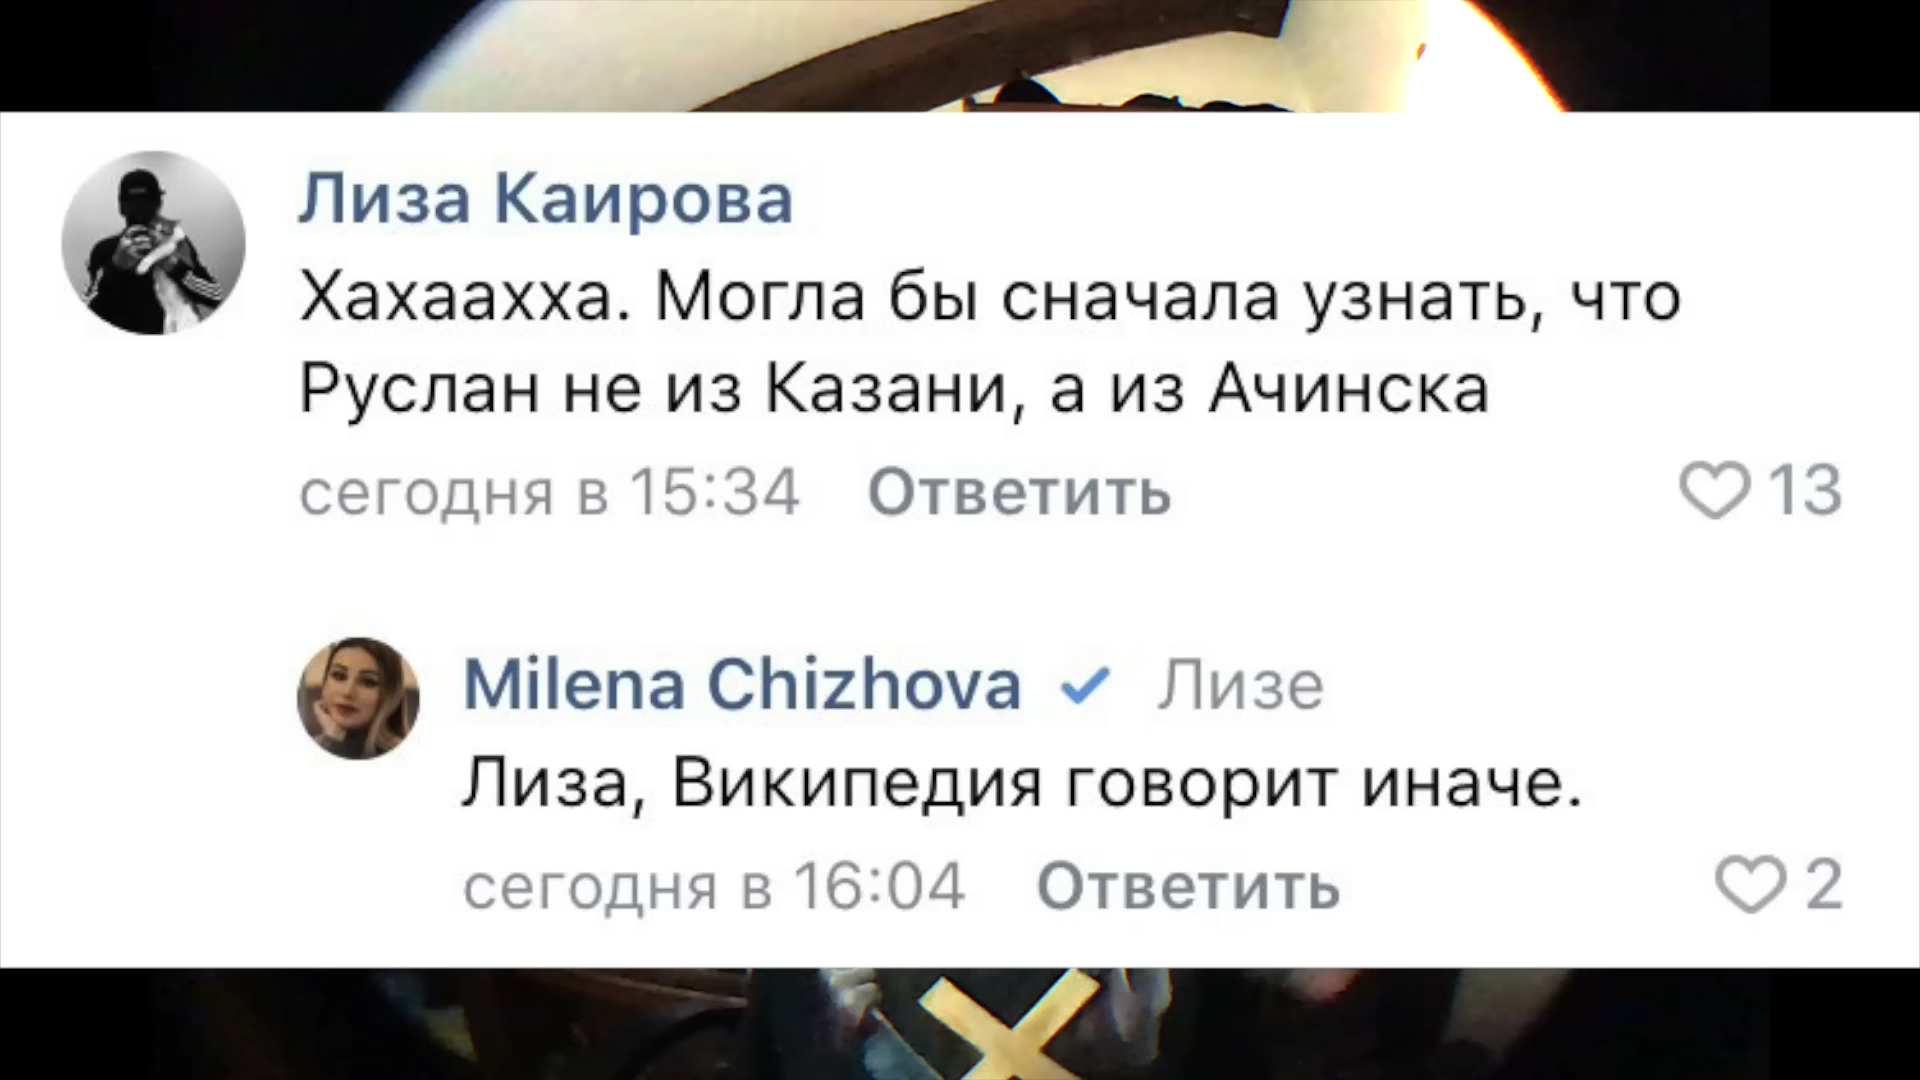 Лиза Каирова
Хахаахха. Могла бы сначала узнать, что
Руслан не из Казани, а из Ачинска
сегодня в 15:34 Ответить 13
Milena Chizhova Лизе
Лиза, Википедия говорит иначе.
сегодня в 16:04 Ответить 2